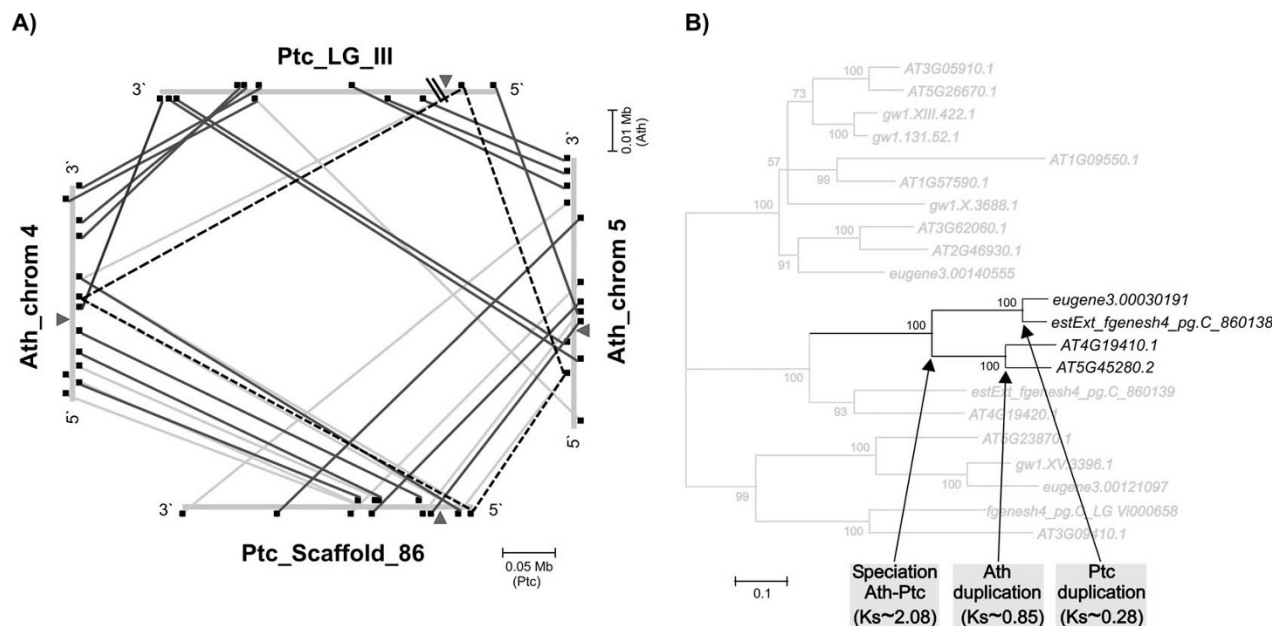 A)
Ptc_LG_III
3`
5`
0.01 Mb
(Ath)
3`
3`
Ath_chrom 4
Ath_chrom 5
5`
5`
3`
5`
Ptc_Scaffold_86
0.05 Mb
(Ptc)
B)
100
AT3G05910.1
AT5G26670.1
73
gw1.XIII.422.1
100
gw1.131.52.1
57
AT1G09550.1
99
AT1G57590.1
100
gw1.X.3688.1
100
AT3G62060.1
AT2G46930.1
91
eugene3.00140555
100
eugene3.00030191
100
estExt_fgenesh4_pg.C_860138
AT4G19410.1
100
AT5G45280.2
100
estExt_fgenesh4_pg.C_860139
93
AT4G19420.1
AT5G23870.1
100
gw1.XV.3396.1
100
eugene3.00121097
99
fgenesh4_pg.C_LG_VI000658
100
AT3G09410.1
0.1
Speciation
Ath-Ptc
(Ks~2.08)
Ath
duplication
(Ks~0.85)
Ptc
duplication
(Ks~0.28)